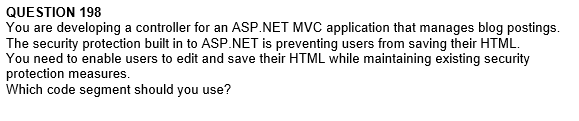 QUESTION 198
You are developing a controller for an ASP.NET MVC application that manages blog postings.
The security protection built in to ASP.NET is preventing users from saving their HTML.
You need to enable users to edit and save their HTML while maintaining existing security
protection measures.
Which code segment should you use?